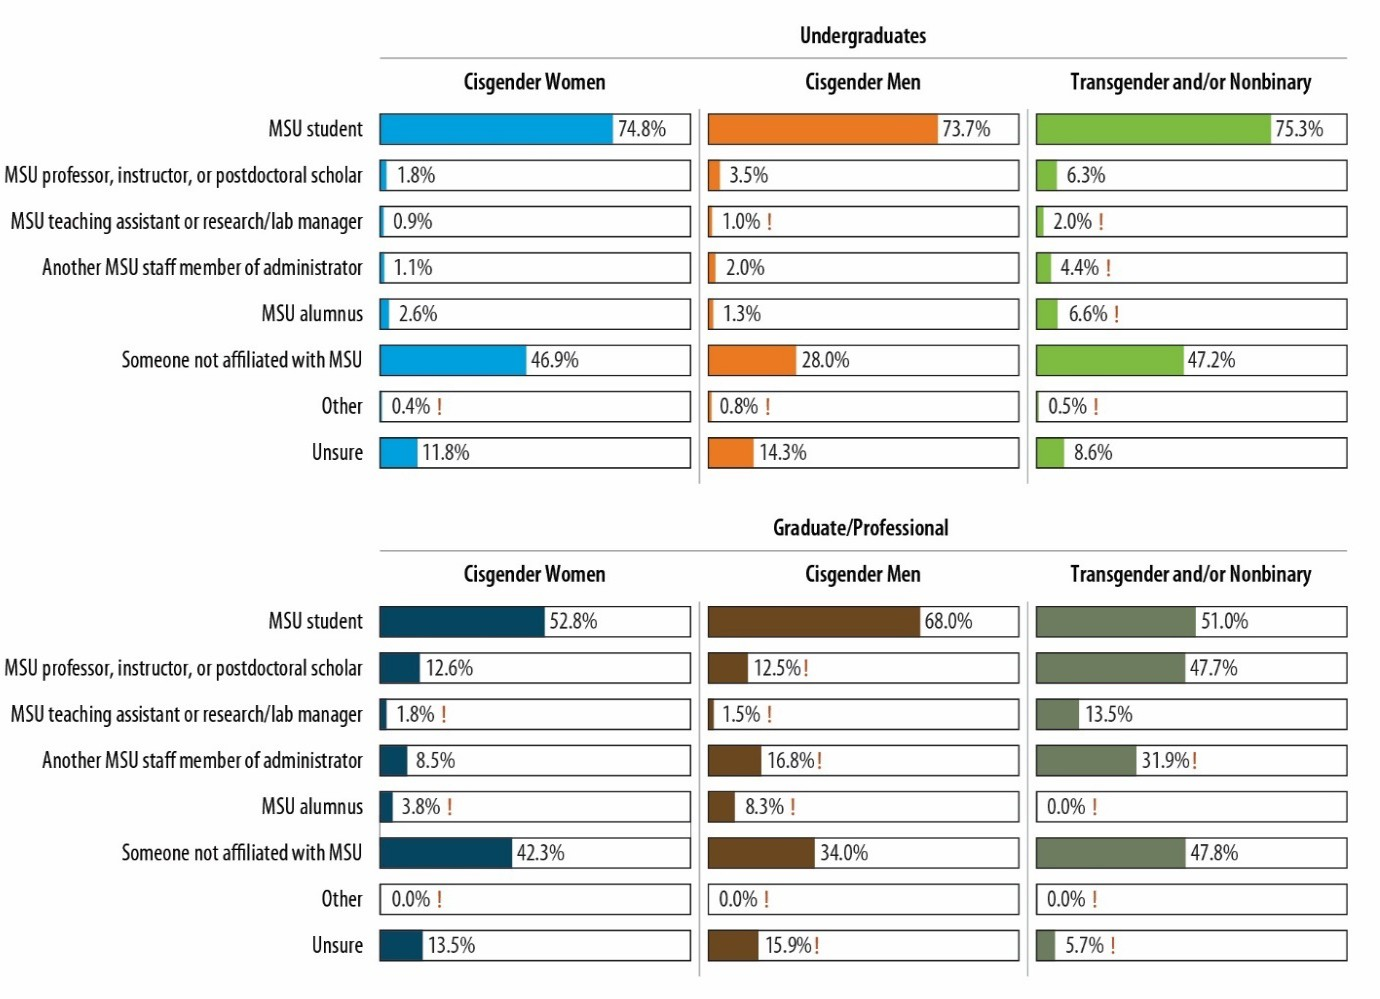 Undergraduates
Cisgender Women Cisgender Men Transgender and/or Nonbinary
MSU student 74.8% 73.7% 75.3%
MSU professor, instructor, or postdoctoral scholar 1.8% 3.5% 6.3%
MSU teaching assistant or research/lab manager 0.9% 1.0% ! 2.0% !
Another MSU staff member of administrator 1.1% 2.0% 4.4% !
MSU alumnus 2.6% 1.3% 6.6% !
Someone not affiliated with MSU 46.9% 28.0% 47.2%
Other 0.4% ! 0.8% ! 0.5% !
Unsure 11.8% 14.3% 8.6%
Graduate/Professional
Cisgender Women Cisgender Men Transgender and/or Nonbinary
MSU student 52.8% 68.0% 51.0%
MSU professor, instructor, or postdoctoral scholar 12.6% 12.5%! 47.7%
MSU teaching assistant or research/lab manager 1.8% ! 1.5% ! 13.5%
Another MSU staff member of administrator 8.5% 16.8%! 31.9%!
MSU alumnus 3.8% ! 8.3% ! 0.0% !
Someone not affiliated with MSU 42.3% 34.0% 47.8%
Other 0.0% ! 0.0% ! 0.0% !
Unsure 13.5% 15.9%! 5.7% !